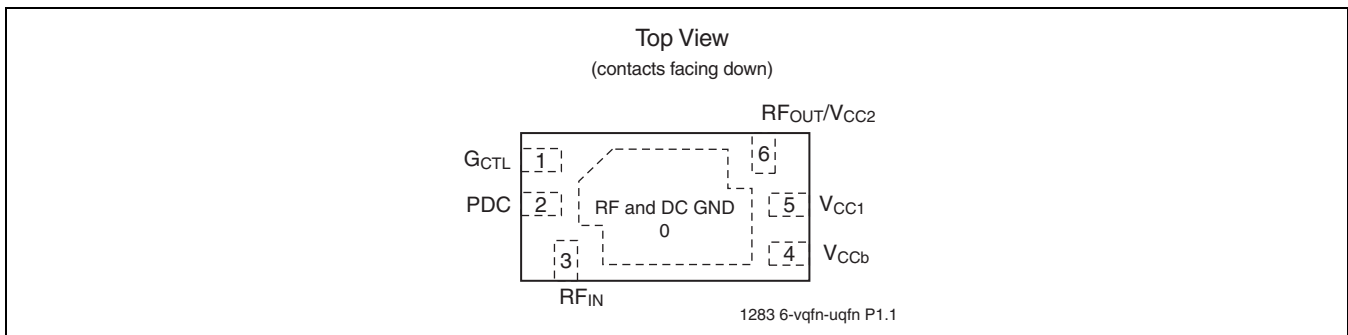 Top View
(contacts facing down)
RFOUT/VCC2
GCTL 1 6
PDC 2 RF and DC GND 5 VCC1
0
3 4 VCCb
RFIN
1283 6-vqfn-uqfn P1.1